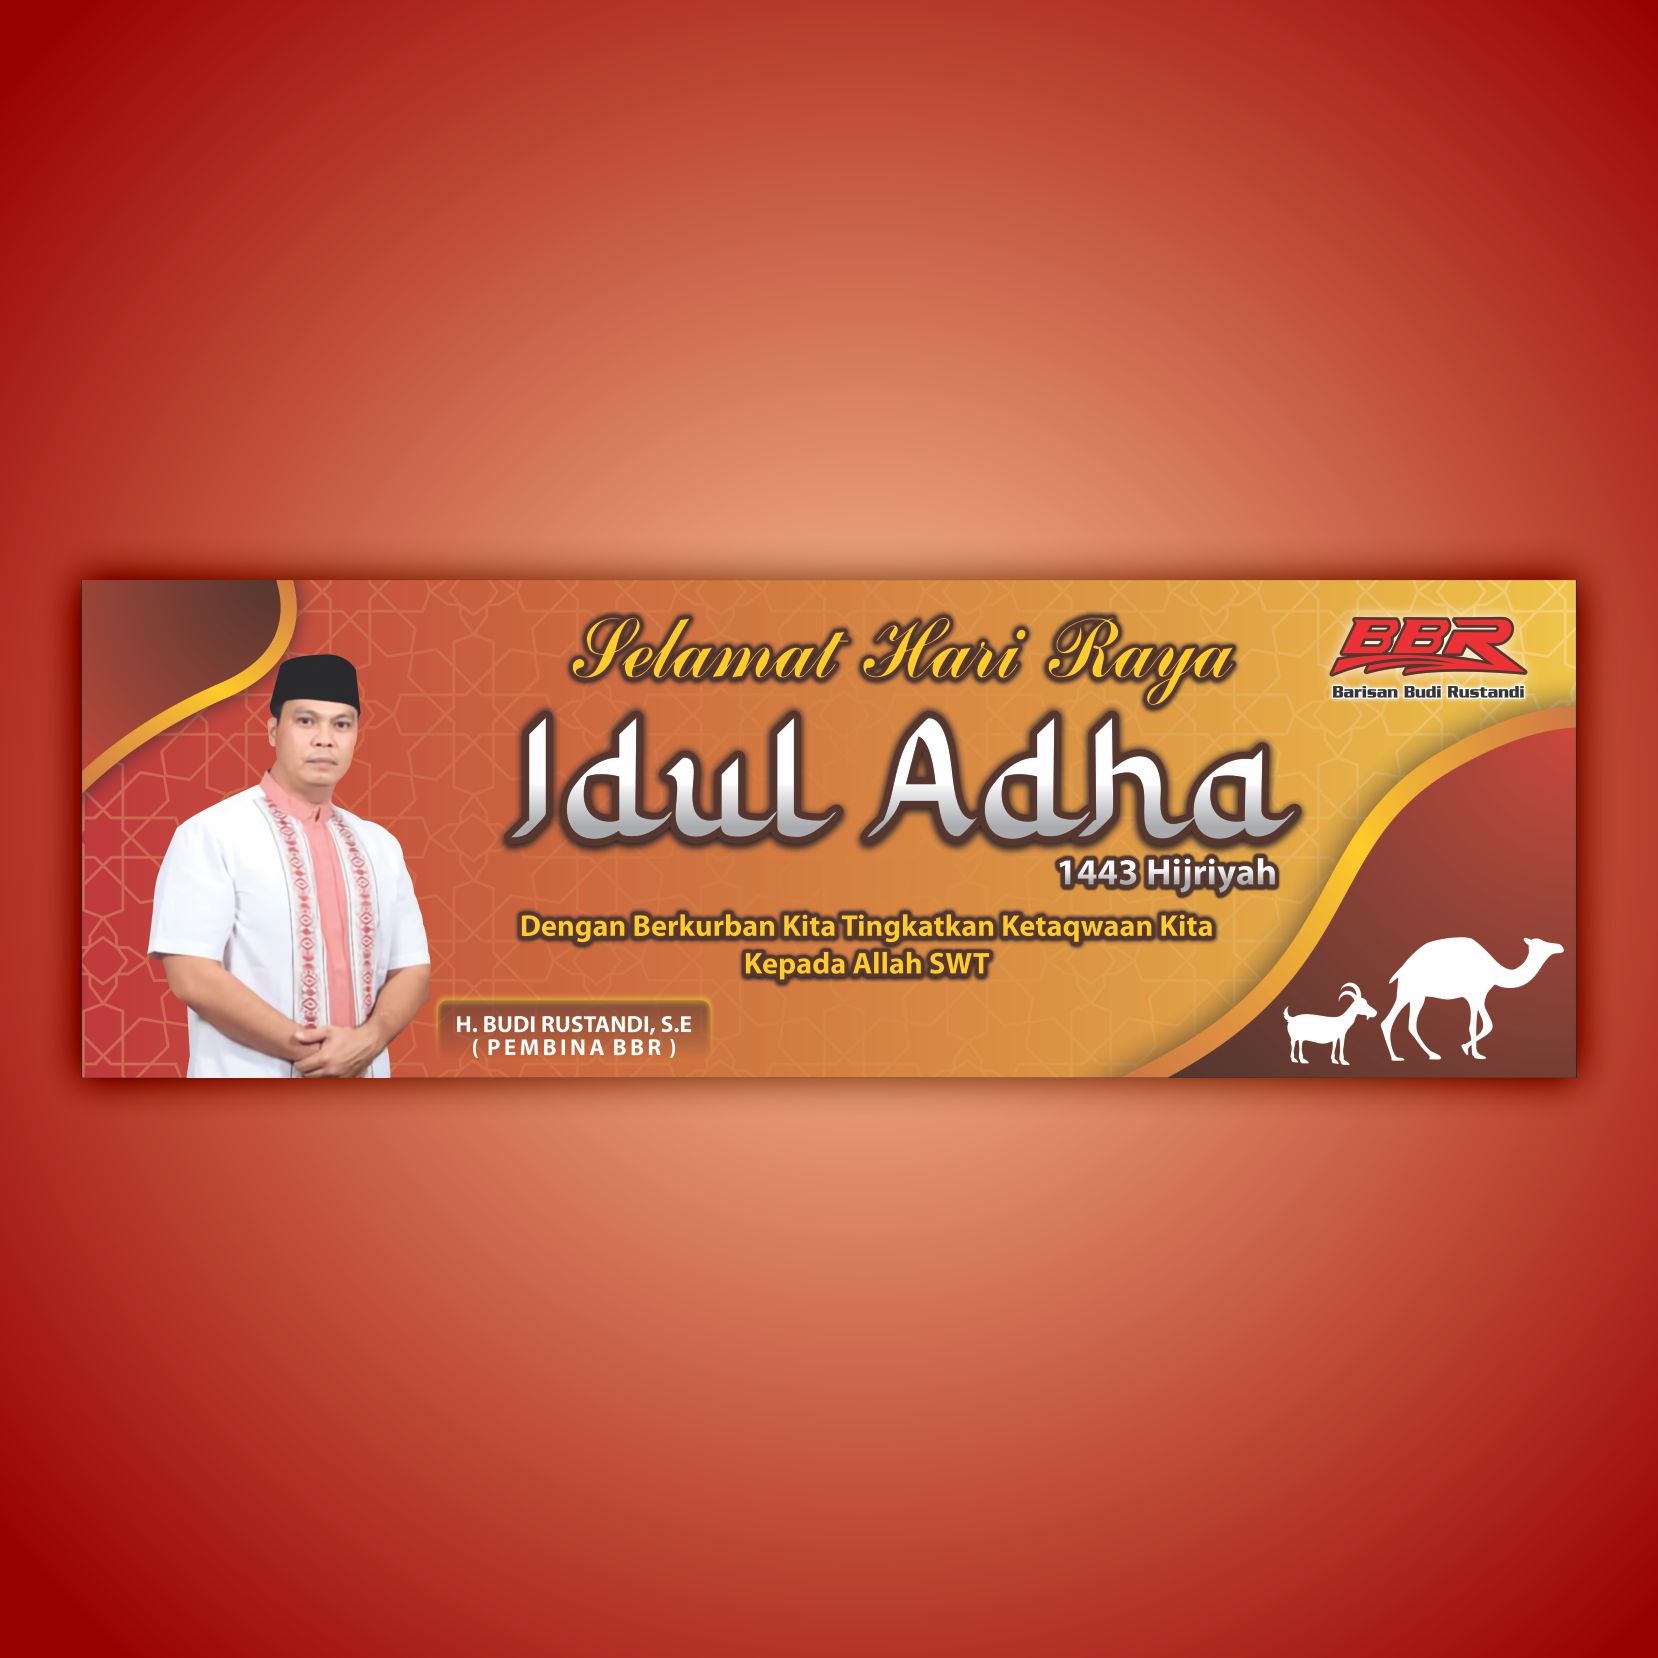 Selamat Hari Raya
Idul Adha
1443 Hijriyah
Dengan Berkurban Kita Tingkatkan Ketaqwaan Kita
Kepada Allah SWT
H. BUDI RUSTANDI, S.E
( PEMBINA BBR )
BBR
Barisan Budi Rustandi